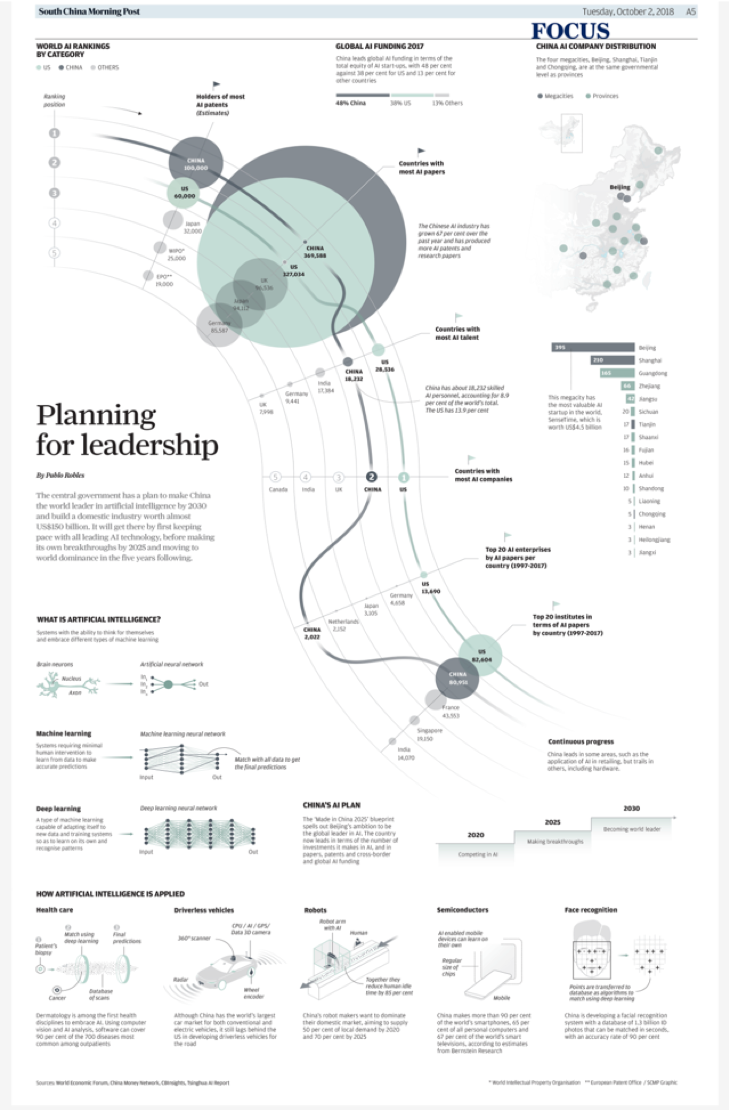 South China Morning Post
Tuesday, October 2, 2018 A5
FOCUS
WORLD AI RANKINGS
BY CATEGORY
US
CHINA
OTHERS
GLOBAL AI FUNDING 2017
China leads global AI funding in terms of the
total equity of AI start-ups, with 48 per cent
against 38 per cent for US and 13 per cent for
other countries
48% China
38% US
13% Others
CHINA AI COMPANY DISTRIBUTION
The four megacities, Beijing, Shanghai, Tianjin
and Chongqing, are at the same governmental
level as provinces
Megacities
Provinces
Beijing
Ranking
position
1
2
3
4
5
Holders of most
AI patents
(Estimates)
CHINA
100,000
US
60,000
Japan
32,000
WIPO*
25,000
EPO**
19,000
Countries with
most AI papers
The Chinese AI industry has
grown 67 per cent over the
past year and has produced
more AI patents and
research papers
CHINA
369,588
US
327,034
UK
Japan
Germany
Countries with
most AI talent
US
28,536
CHINA
18,232
India
17,384
Germany
9,441
UK
7,998
China has about 18,232 skilled
AI personnel, accounting for 8.9
per cent of the world's total.
The US has 13.9 per cent
395
Beijing
210
Shanghai
Guangdong
Zhejiang
Jiangsu
20
Sichuan
17
Tianjin
17
Shaanxi
16
Fujian
15
Hubei
12
Anhui
10
Shandong
5
Liaoning
5
Chongqing
3
Henan
3
Heilongjiang
3
Jiangxi
This megacity has
the most valuable AI
startup in the world,
SenseTime, which is
worth US$4.5 billion
Planning
for leadership
By Pablo Robles
The central government has a plan to make China
the world leader in artificial intelligence by 2030
and build a domestic industry worth almost
US$150 billion. It will get there by first keeping
pace with all leading AI technology, before making
its own breakthroughs by 2025 and moving to
world dominance in the five years following.
Countries with
most AI companies
5
4
3
2
1
Canada
India
UK
CHINA
US
Top 20 AI enterprises
by AI papers per
country (1997-2017)
US
13,690
Germany
4,658
Japan
3,105
Netherlands
2,152
CHINA
2,022
Top 20 institutes in
terms of AI papers
by country (1997-2017)
US
82,604
CHINA
80,931
France
43,553
Singapore
19,150
India
14,070
WHAT IS ARTIFICIAL INTELLIGENCE?
Systems with the ability to think for themselves
and embrace different types of machine learning
Brain neurons
Nucleus
Axon
Artificial neural network
In
In
In
Out
Machine learning
Systems requiring minimal
human intervention to
learn from data to make
accurate predictions
Machine learning neural network
Input
Out
Match with all data to get
the final predictions
Deep learning
A type of machine learning
capable of adapting itself to
new data and training systems
so as to learn on its own and
recognise patterns
Deep learning neural network
Input
Out
CHINA'S AI PLAN
The 'Made in China 2025' blueprint
spells out Beijing's ambition to be
the global leader in AI. The country
now leads in terms of the number of
investments it makes in AI, and in
papers, patents and cross-border
and global AI funding
Continuous progress
China leads in some areas, such as the
application of AI in retailing, but trails in
others, including hardware.
2020
Competing in AI
2025
Making breakthroughs
2030
Becoming world leader
HOW ARTIFICIAL INTELLIGENCE IS APPLIED
Health care
Match using
deep learning
Final
predictions
Patient's
biopsy
Cancer
Database
of scans
Dermatology is among the first health
disciplines to embrace AI. Using computer
vision and AI analysis, software can cover
90 per cent of the 700 diseases most
common among outpatients
Driverless vehicles
CPU / AI / GPS/
Data 3D camera
360° scanner
Radar
Wheel
encoder
Although China has the world's largest
car market for both conventional and
electric vehicles, it still lags behind the
US in developing driverless vehicles for
the road
Robots
Robot arm
with AI
Human
Together they
reduce human idle
time by 85 per cent
China's robot makers want to dominate
their domestic market, aiming to supply
50 per cent of local demand by 2020
and 70 per cent by 2025
Semiconductors
AI enabled mobile
devices can learn on
their own
Regular
size of
chips
Mobile
China makes more than 90 per cent
of the world's smartphones, 65 per
cent of all personal computers and
67 per cent of the world's smart
televisions, according to estimates
from Bernstein Research
Face recognition
Points are transferred to
database as algorithms to
match using deep learning
China is developing a facial recognition
system with a database of 1.3 billion ID
photos that can be matched in seconds,
with an accuracy rate of 90 per cent
Sources: World Economic Forum, China Money Network, CBInsights, Tsinghua AI Report
* World Intellectual Property Organisation ** European Patent Office / SCMP Graphic